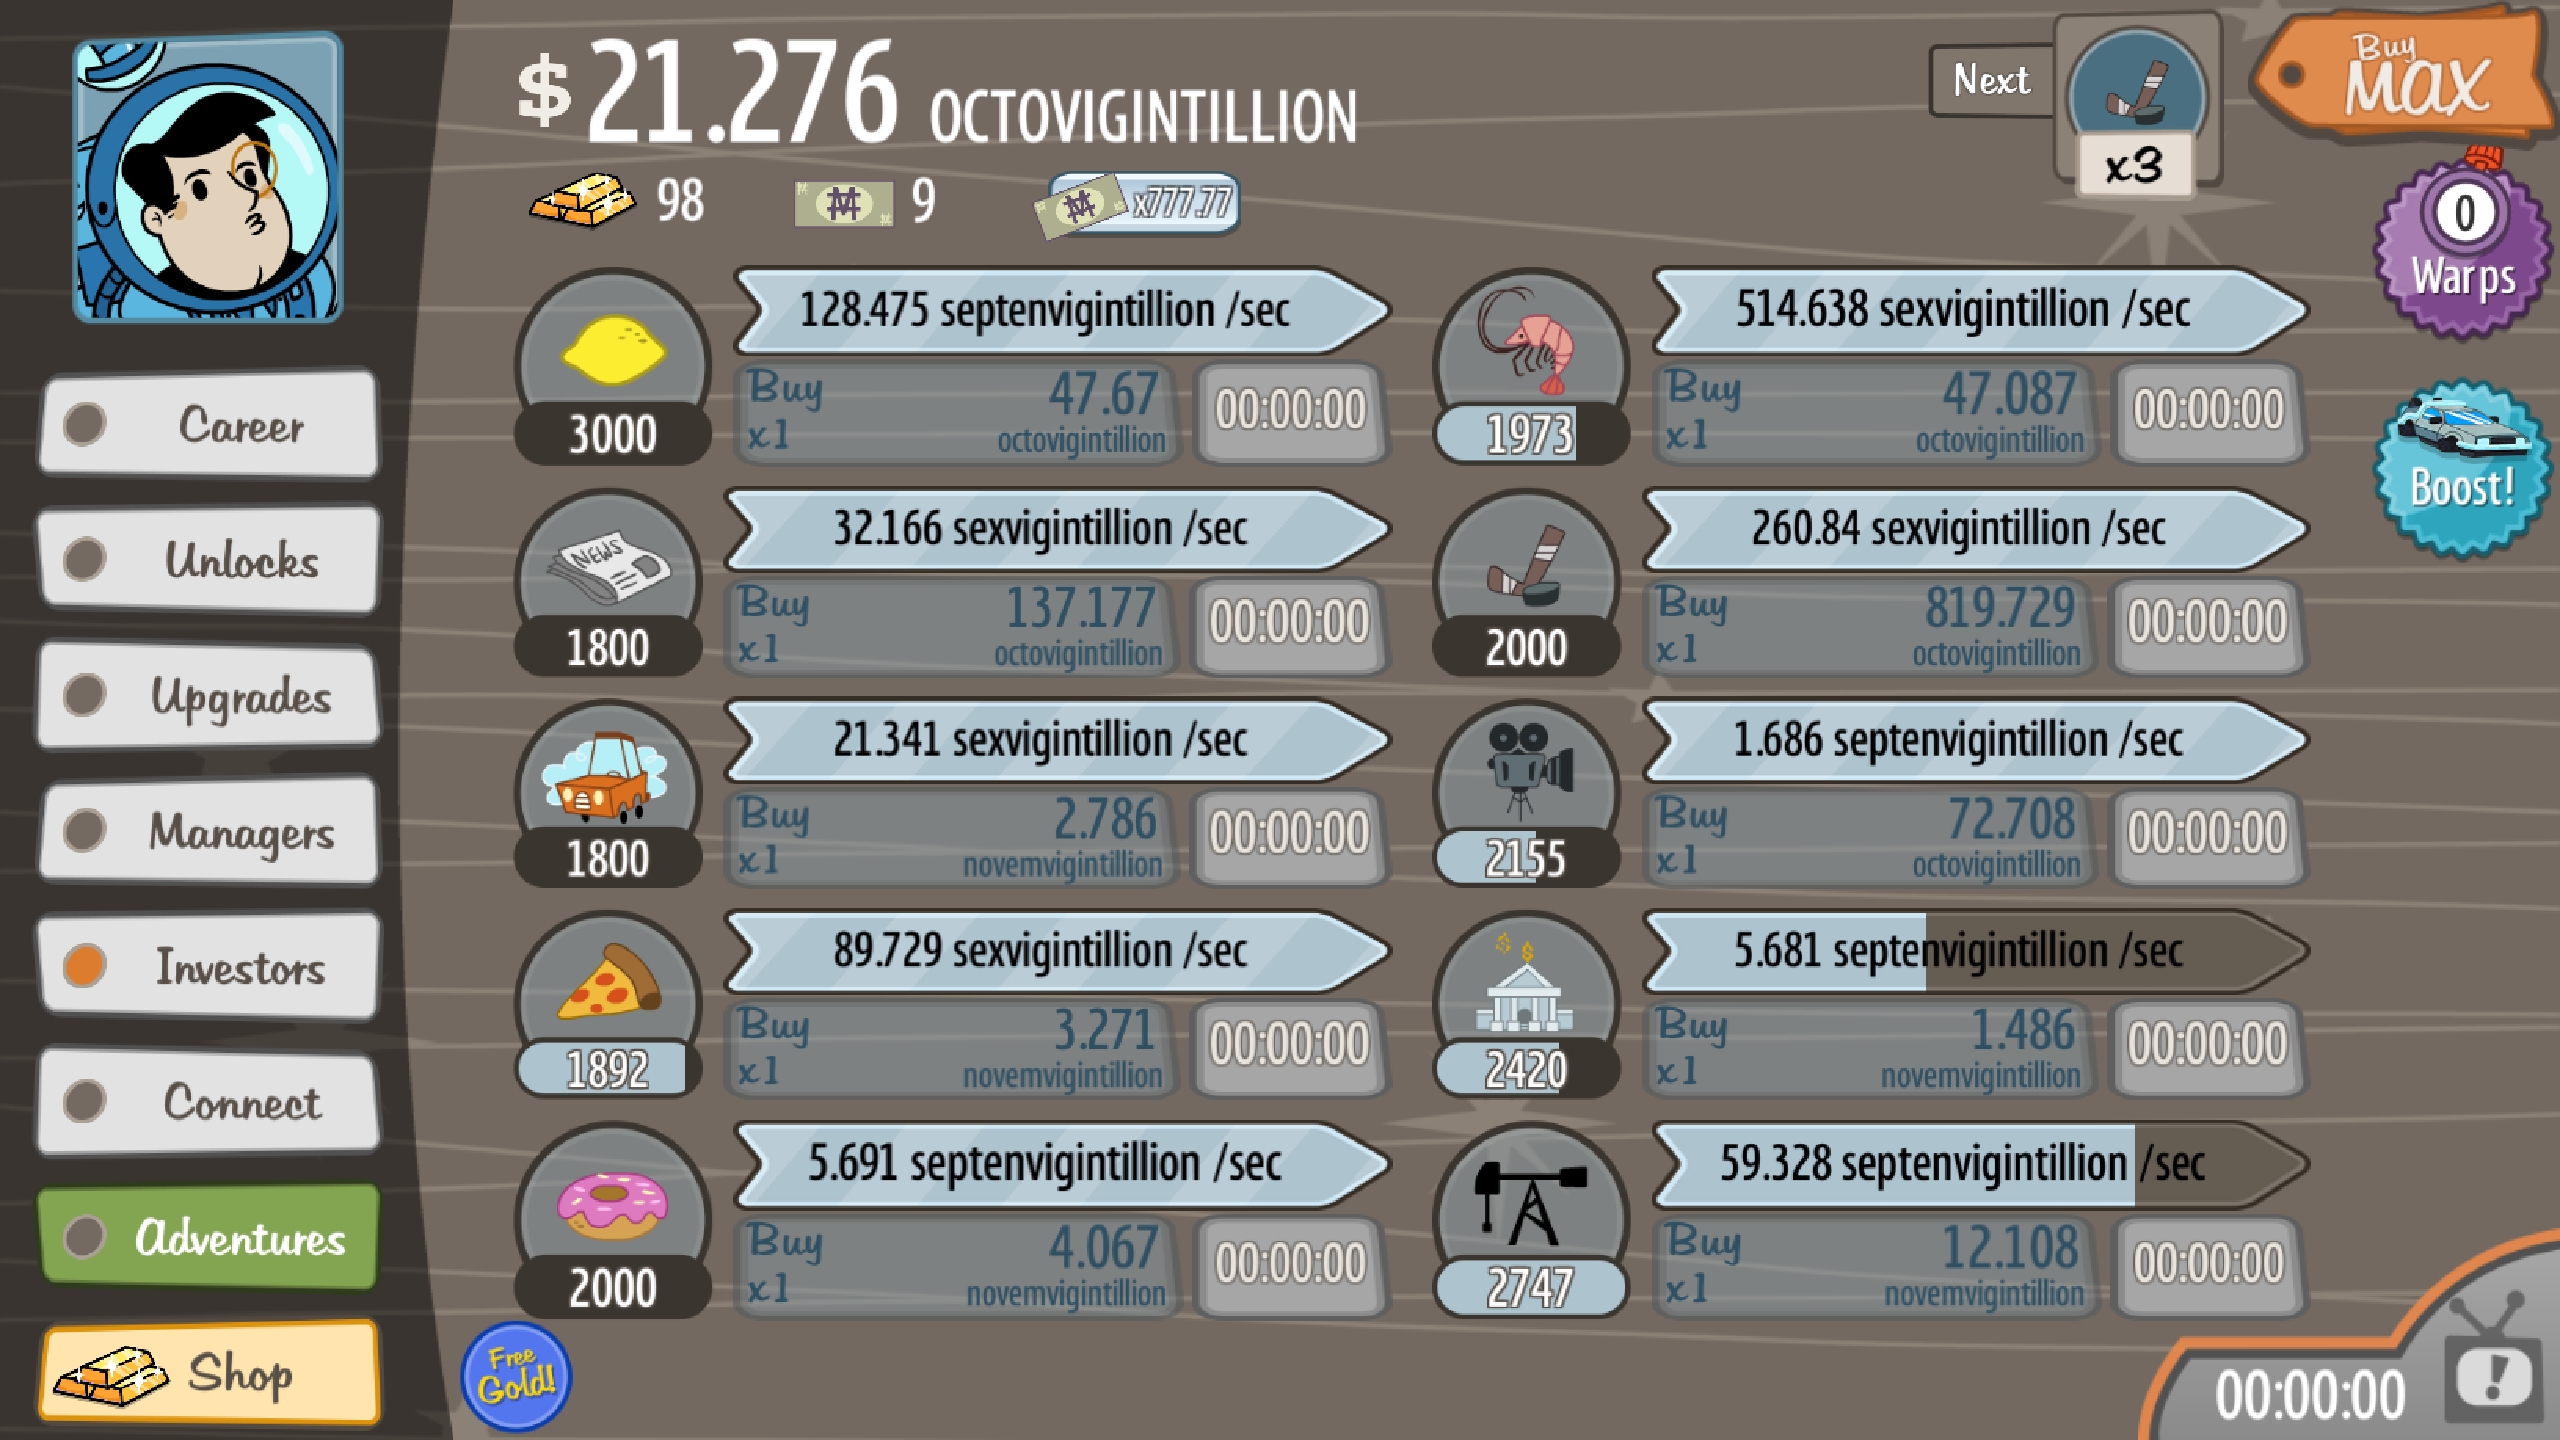 $21.276 OCTOVIGINTILLION
98
9
x777.77
Next
x3
Buy
MAX
0
Warps
Boost!
Career
Unlocks
Upgrades
Managers
Investors
Connect
Adventures
Shop
128.475 septenvigintillion /sec
3000
Buy
x1
47.67
octovigintillion
00:00:00
NEWS
32.166 sexvigintillion /sec
1800
Buy
x1
137.177
octovigintillion
00:00:00
21.341 sexvigintillion /sec
1800
Buy
x1
2.786
novemvigintillion
00:00:00
89.729 sexvigintillion /sec
1892
Buy
x1
3.271
novemvigintillion
00:00:00
5.691 septenvigintillion /sec
2000
Buy
x1
4.067
novemvigintillion
00:00:00
514.638 sexvigintillion /sec
1973
Buy
x1
47.087
octovigintillion
00:00:00
260.84 sexvigintillion /sec
2000
Buy
x1
819.729
octovigintillion
00:00:00
1.686 septenvigintillion /sec
2155
Buy
x1
72.708
octovigintillion
00:00:00
5.681 septenvigintillion /sec
2420
Buy
x1
1.486
novemvigintillion
00:00:00
59.328 septenvigintillion /sec
2747
Buy
x1
12.108
novemvigintillion
00:00:00
Free
Gold!
00:00:00
!